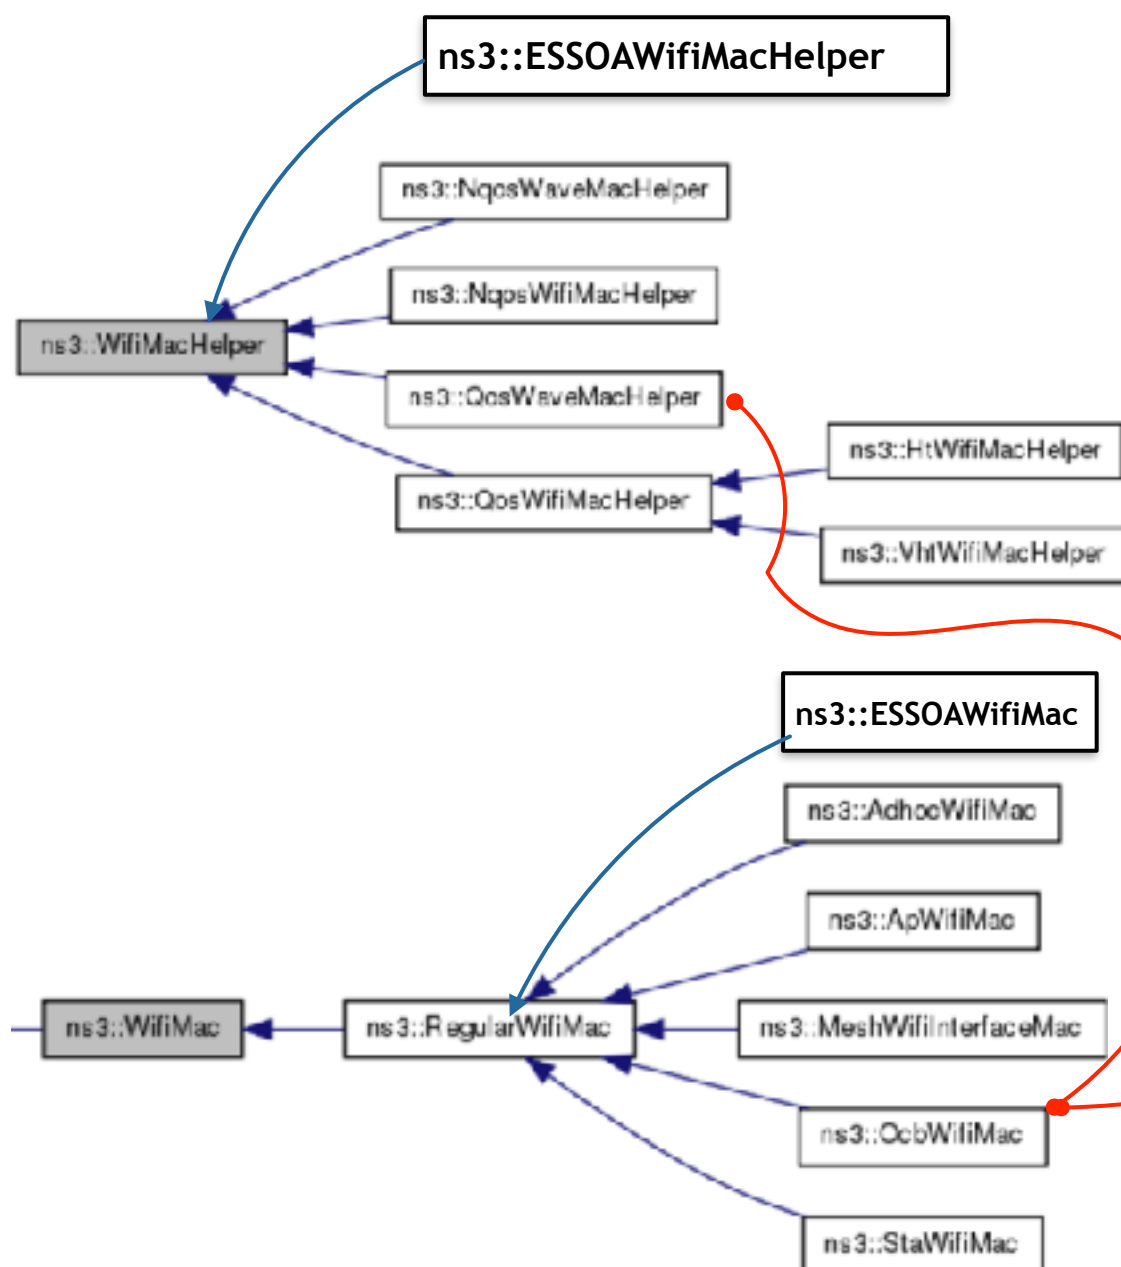 ns3::ESSOAWifiMacHelper
ns3::NqosWaveMacHelper
ns3::NqosWifiMacHelper
ns3::WifiMacHelper
ns3::QosWaveMacHelper
ns3::HtWifiMacHelper
ns3::QosWifiMacHelper
ns3::VhtWifiMacHelper
ns3::ESSOAWifiMac
ns3::AdhocWifiMac
ns3::ApWifiMac
ns3::WifiMac
ns3::RegularWifiMac
ns3::MeshWifiInterfaceMac
ns3::OcbWifiMac
ns3::StaWifiMac